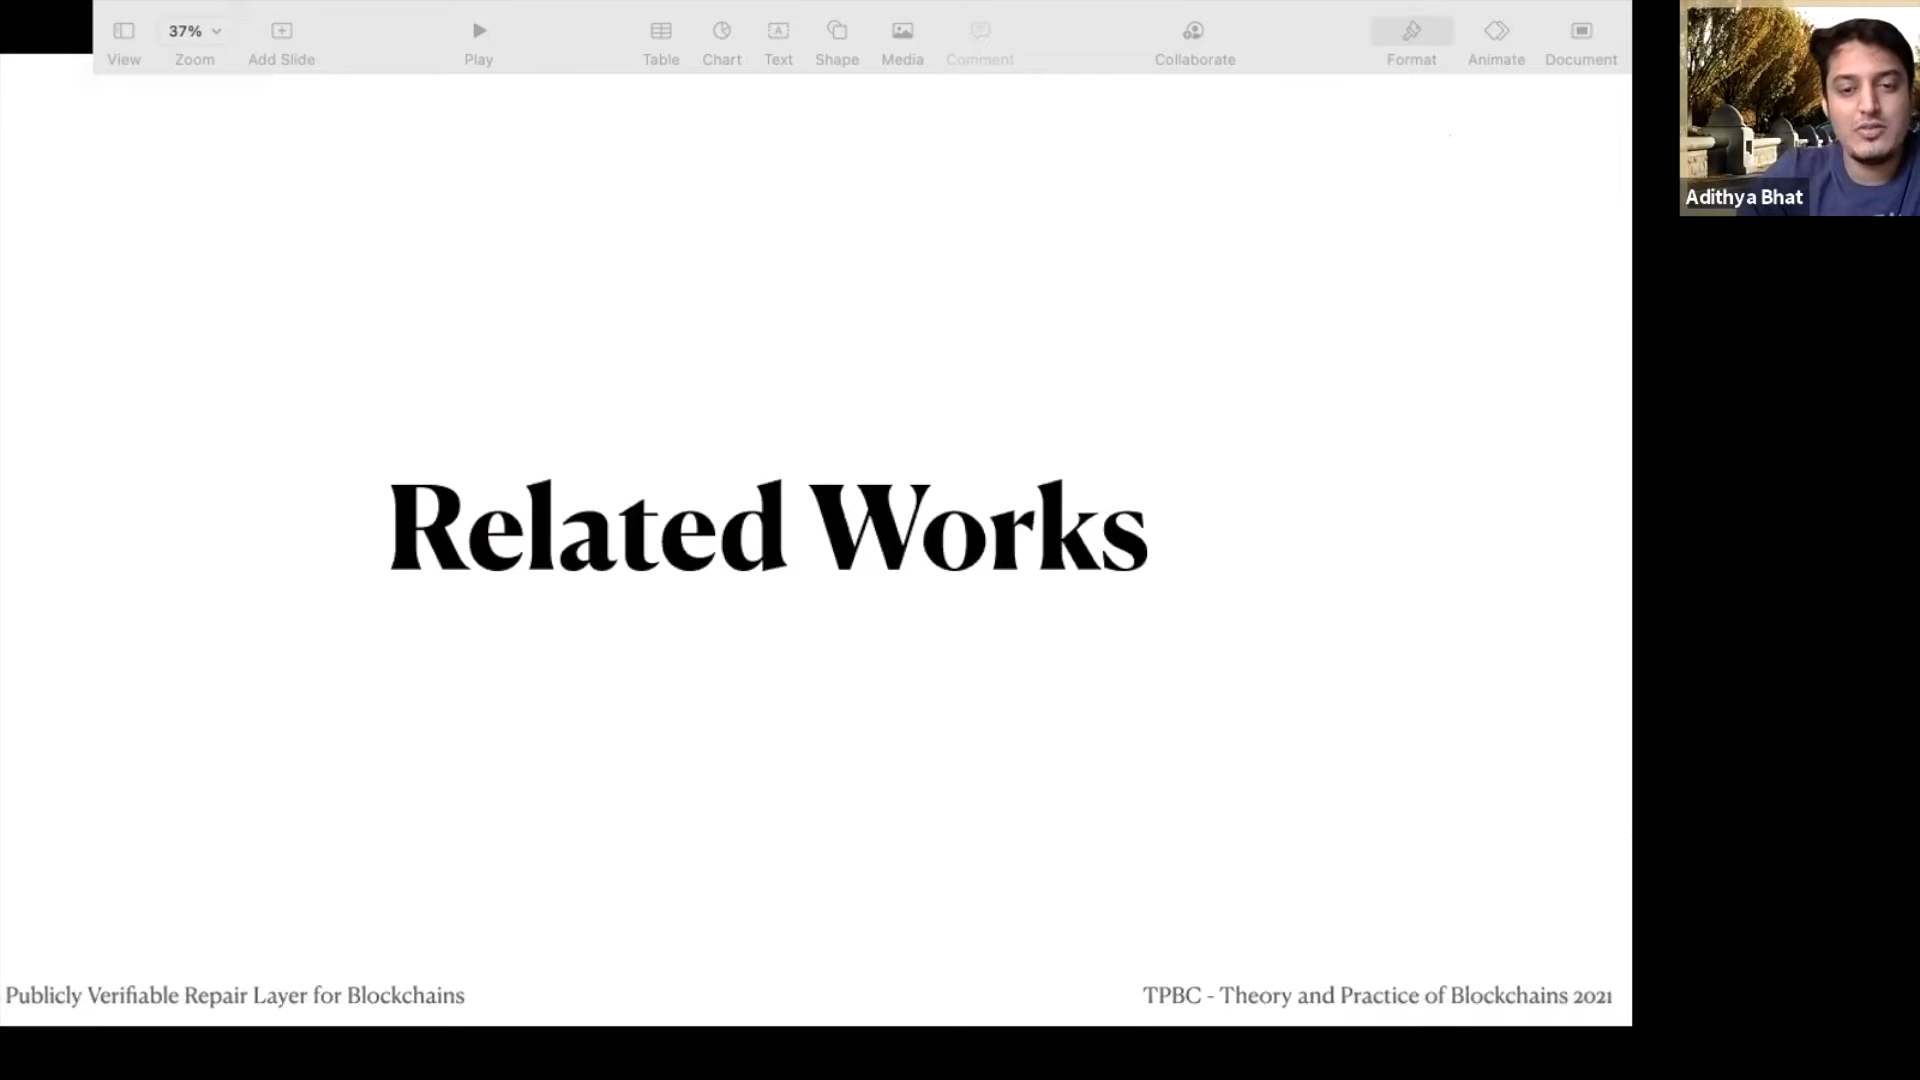 37%
View
Zoom
Add Slide
Play
Table
Chart
Text
Shape
Media
Comment
Collaborate
Format
Animate
Document
Adithya Bhat
Related Works
Publicly Verifiable Repair Layer for Blockchains
TPBC - Theory and Practice of Blockchains 2021